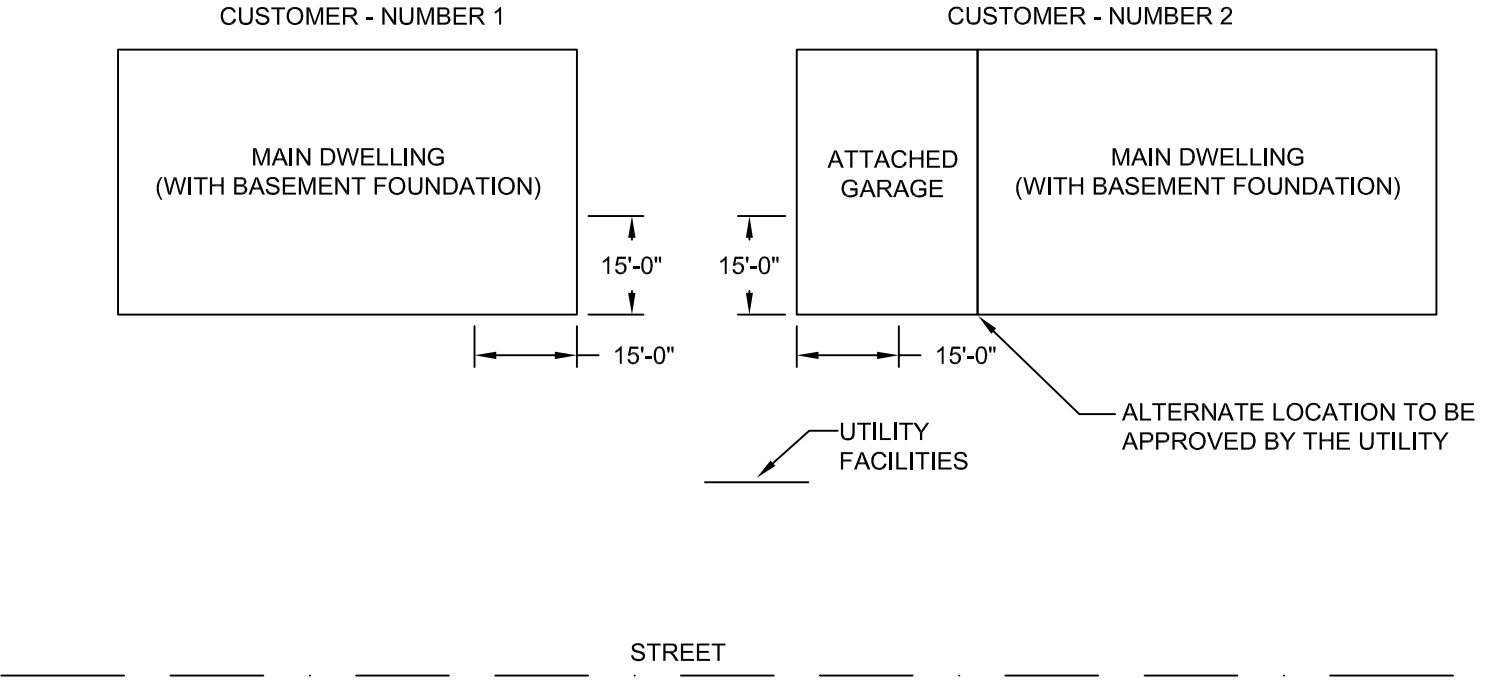 CUSTOMER - NUMBER 1
CUSTOMER - NUMBER 2
MAIN DWELLING
(WITH BASEMENT FOUNDATION)
ATTACHED
GARAGE
MAIN DWELLING
(WITH BASEMENT FOUNDATION)
15'-0"
15'-0"
15'-0"
15'-0"
ALTERNATE LOCATION TO BE
APPROVED BY THE UTILITY
UTILITY
FACILITIES
STREET